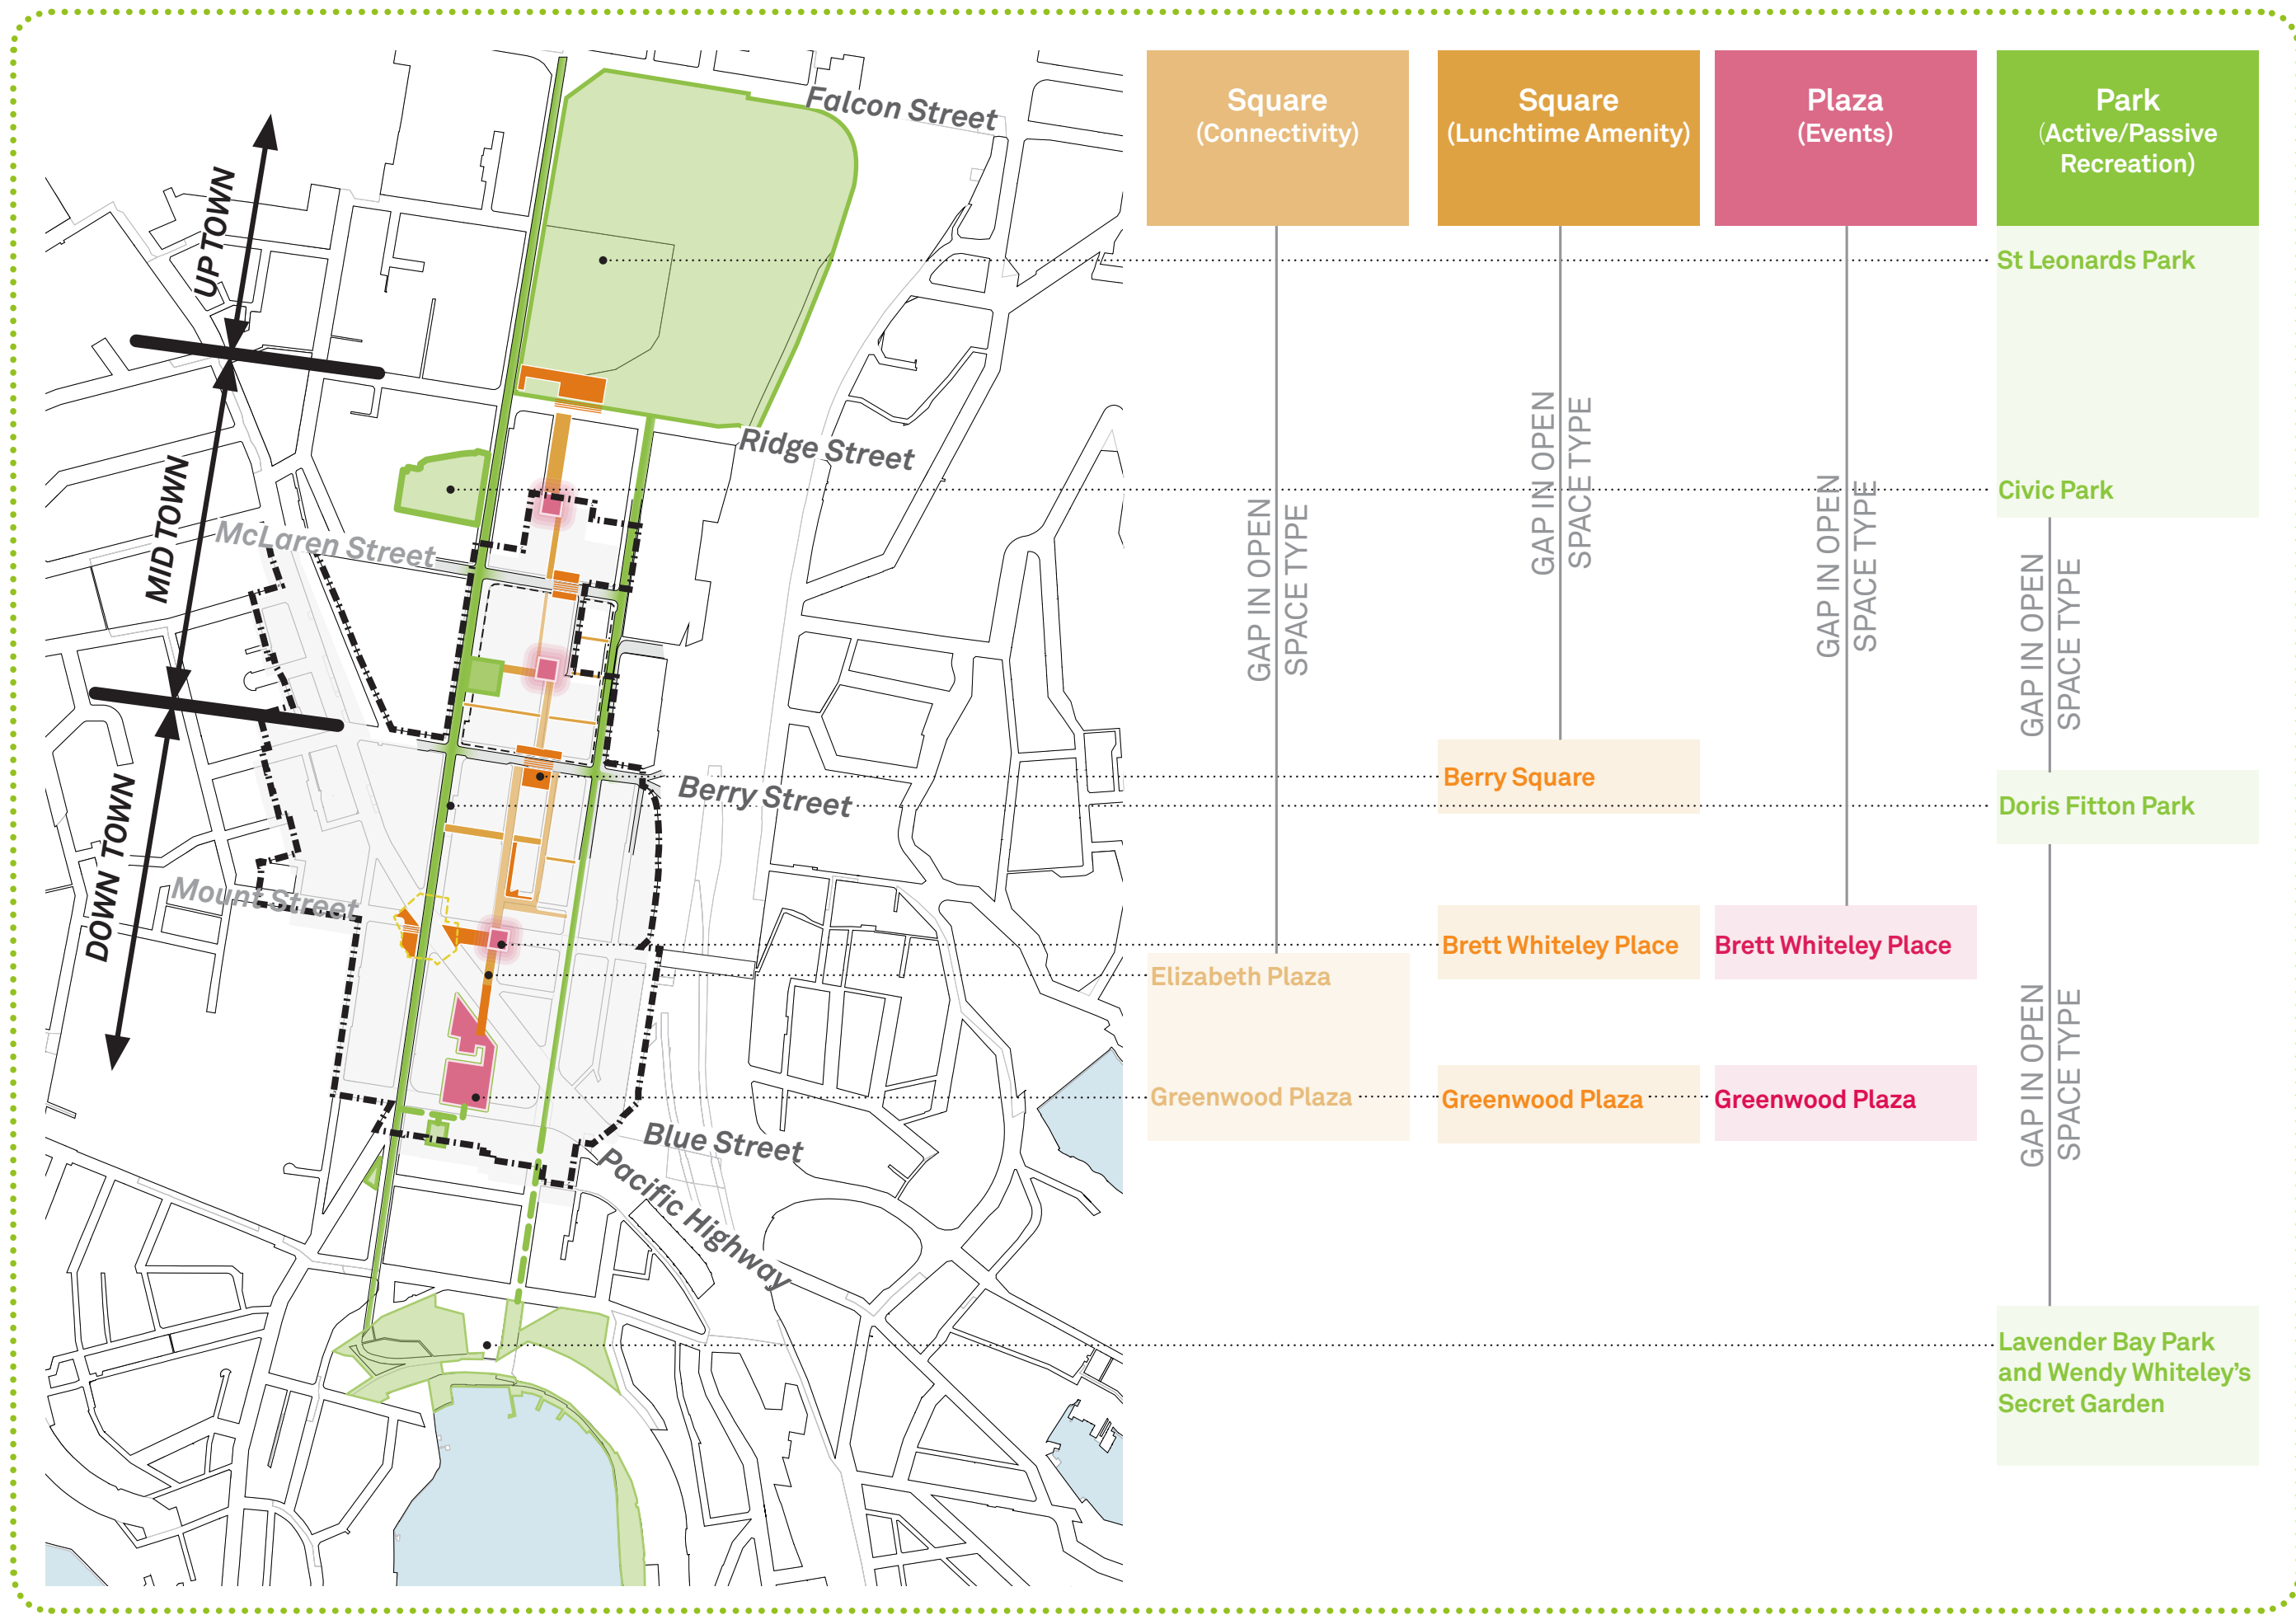 Square
(Connectivity)
Square
(Lunchtime Amenity)
Plaza
(Events)
Park
(Active/Passive
Recreation)
Falcon Street
UP TOWN
St Leonards Park
Ridge Street
MID TOWN
Civic Park
McLaren Street
GAP IN OPEN
SPACE TYPE
GAP IN OPEN
SPACE TYPE
GAP IN OPEN
SPACE TYPE
GAP IN OPEN
SPACE TYPE
Berry Street
Berry Square
Doris Fitton Park
DOWN TOWN
Mount Street
Brett Whiteley Place
Brett Whiteley Place
Elizabeth Plaza
GAP IN OPEN
SPACE TYPE
Greenwood Plaza
Greenwood Plaza
Greenwood Plaza
Blue Street
Pacific Highway
Lavender Bay Park
and Wendy Whiteley’s
Secret Garden